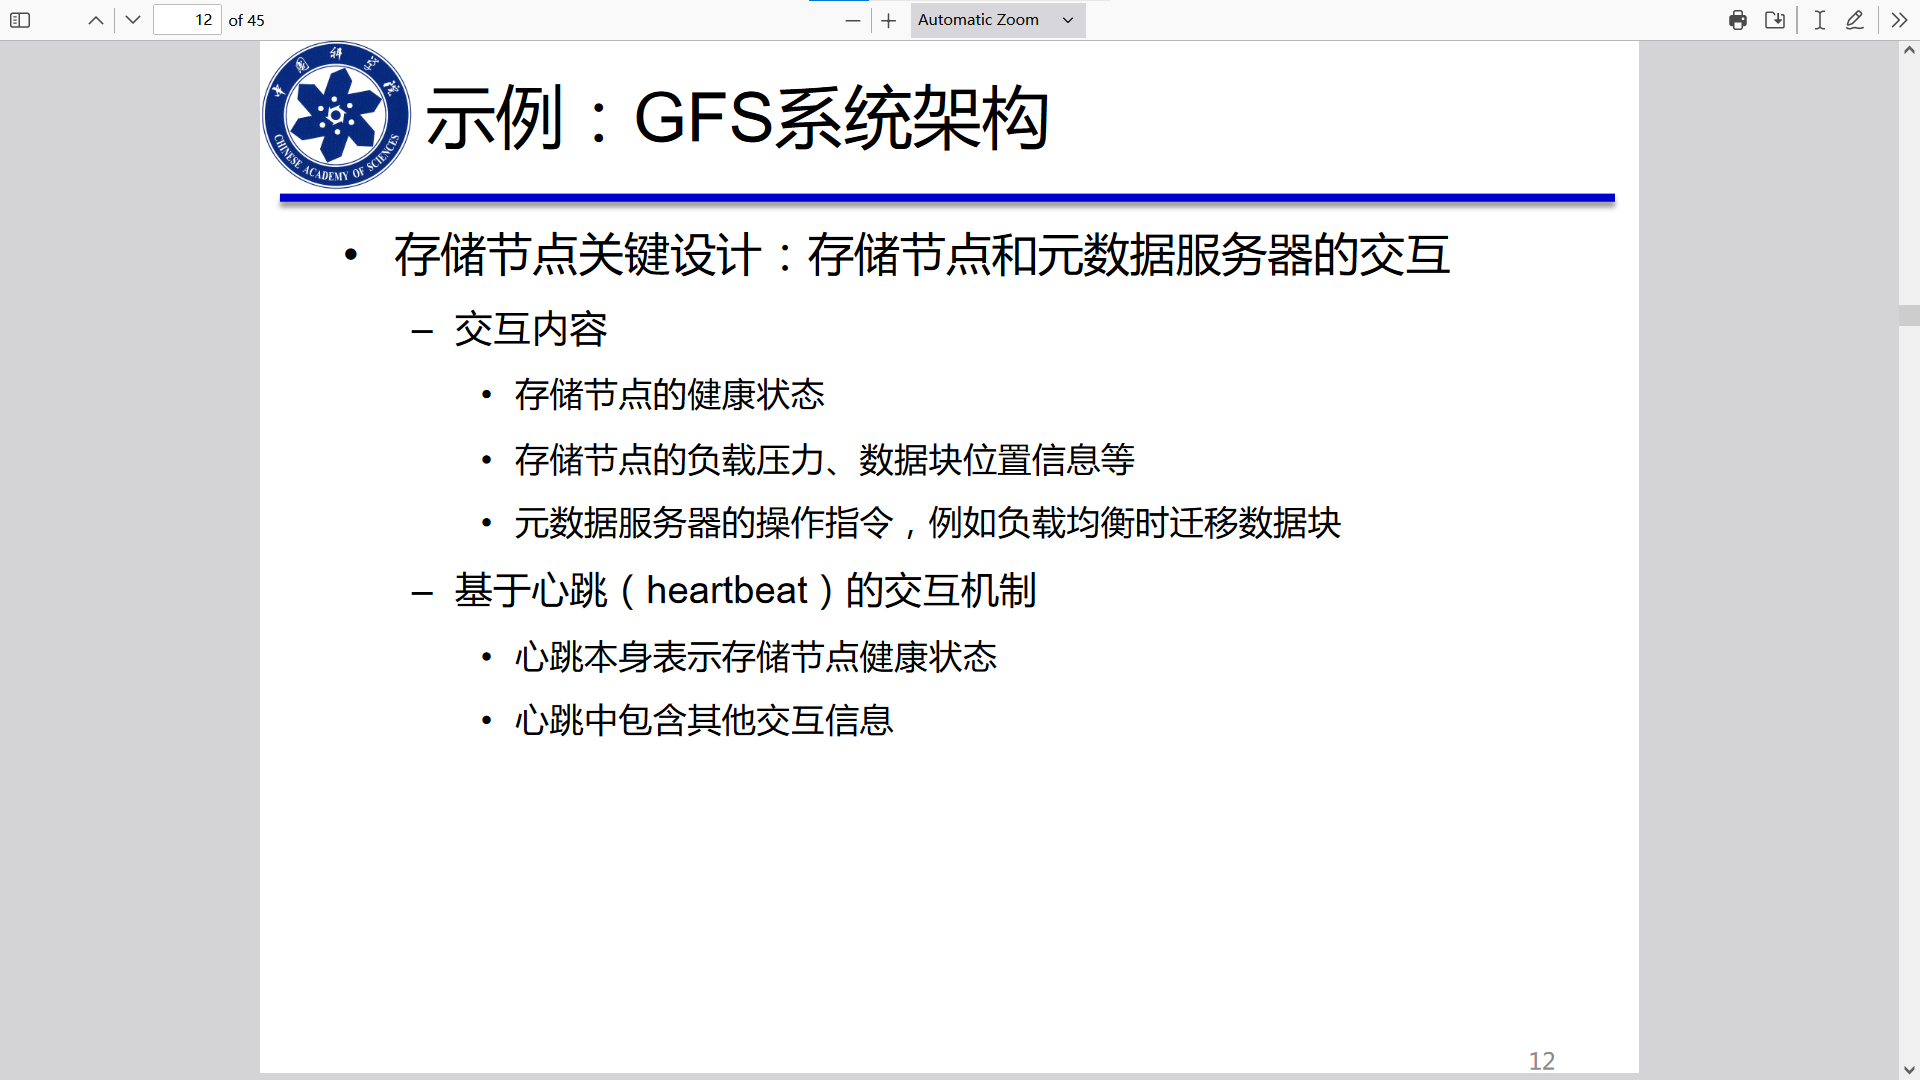 12 of 45
Automatic Zoom
中国科学院
CHINESE ACADEMY OF SCIENCES
示例：GFS系统架构
• 存储节点关键设计：存储节点和元数据服务器的交互
– 交互内容
• 存储节点的健康状态
• 存储节点的负载压力、数据块位置信息等
• 元数据服务器的操作指令，例如负载均衡时迁移数据块
– 基于心跳（heartbeat）的交互机制
• 心跳本身表示存储节点健康状态
• 心跳中包含其他交互信息
12